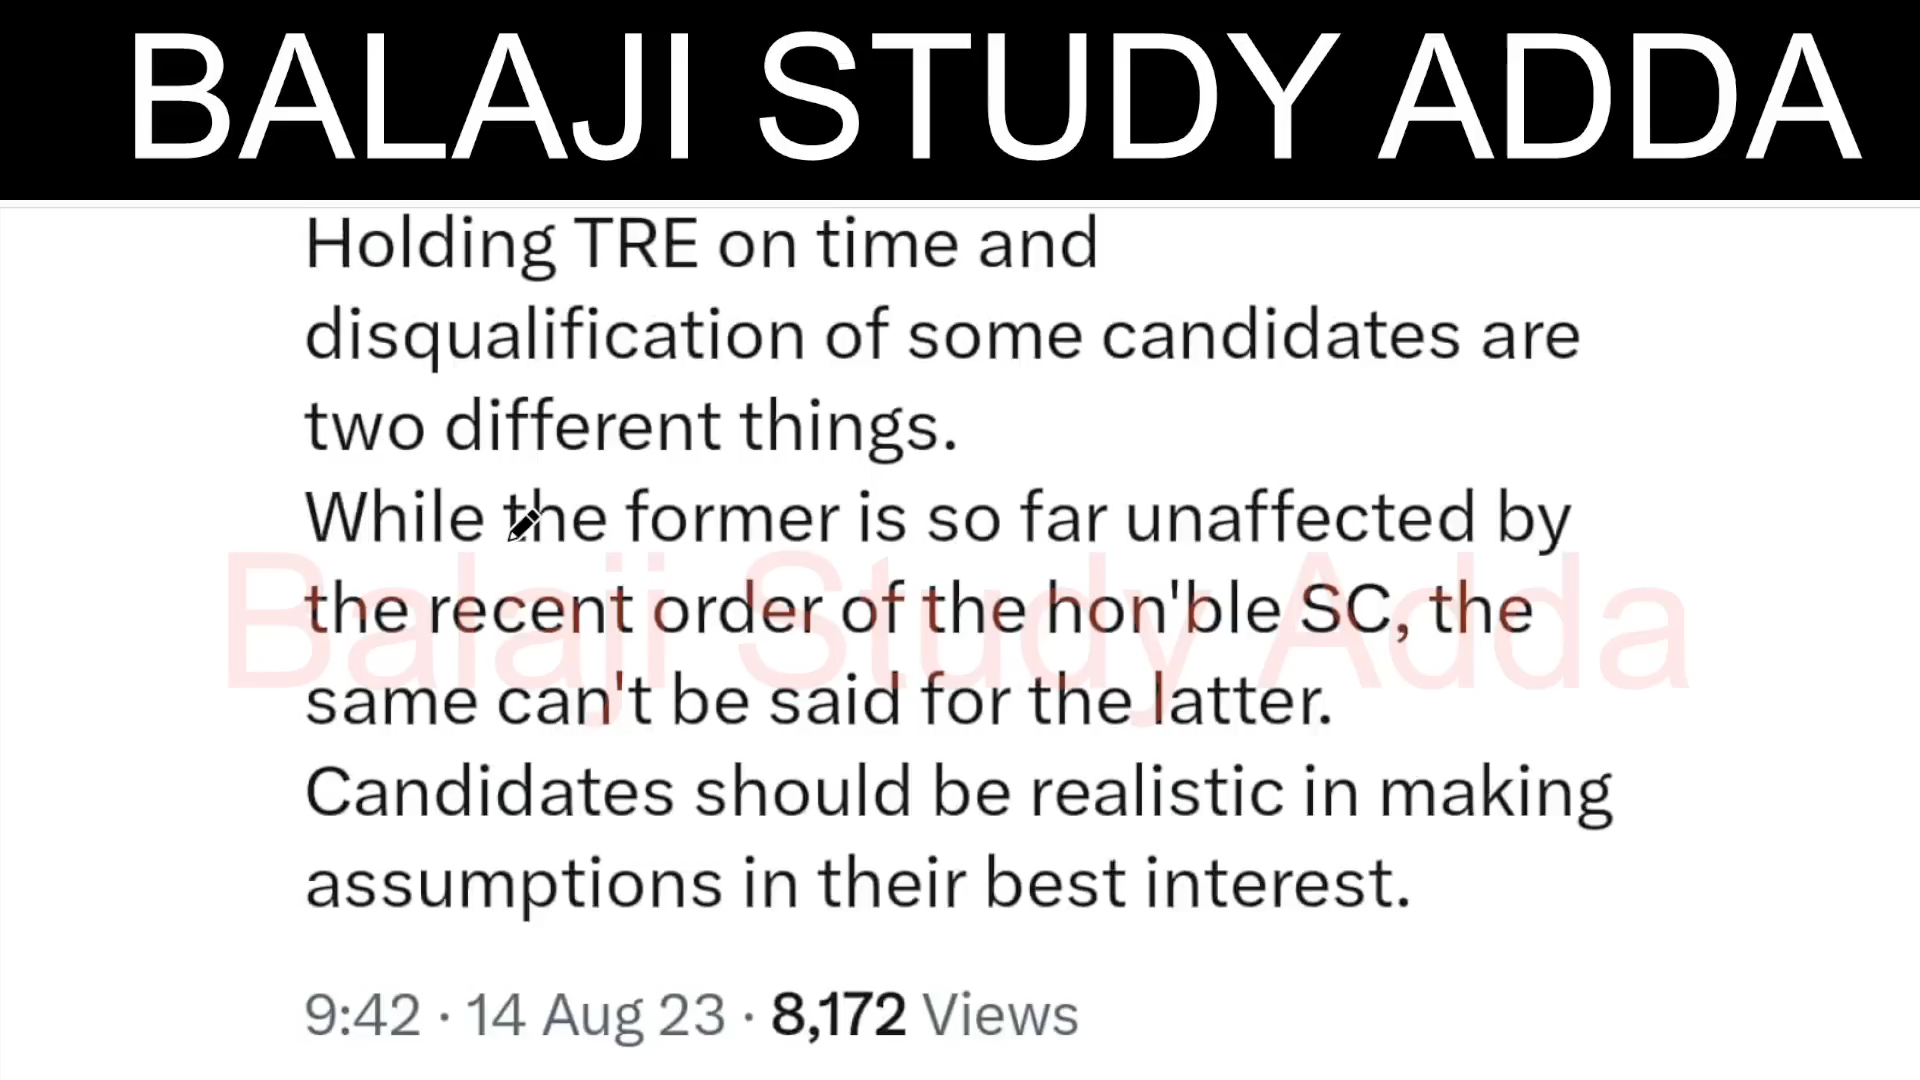 BALAJI STUDY ADDA
Holding TRE on time and
disqualification of some candidates are
two different things.
While the former is so far unaffected by
the recent order of the hon'ble SC, the
same can't be said for the latter.
Candidates should be realistic in making
assumptions in their best interest.
9:42 · 14 Aug 23 · 8,172 Views
Balaji Study Adda